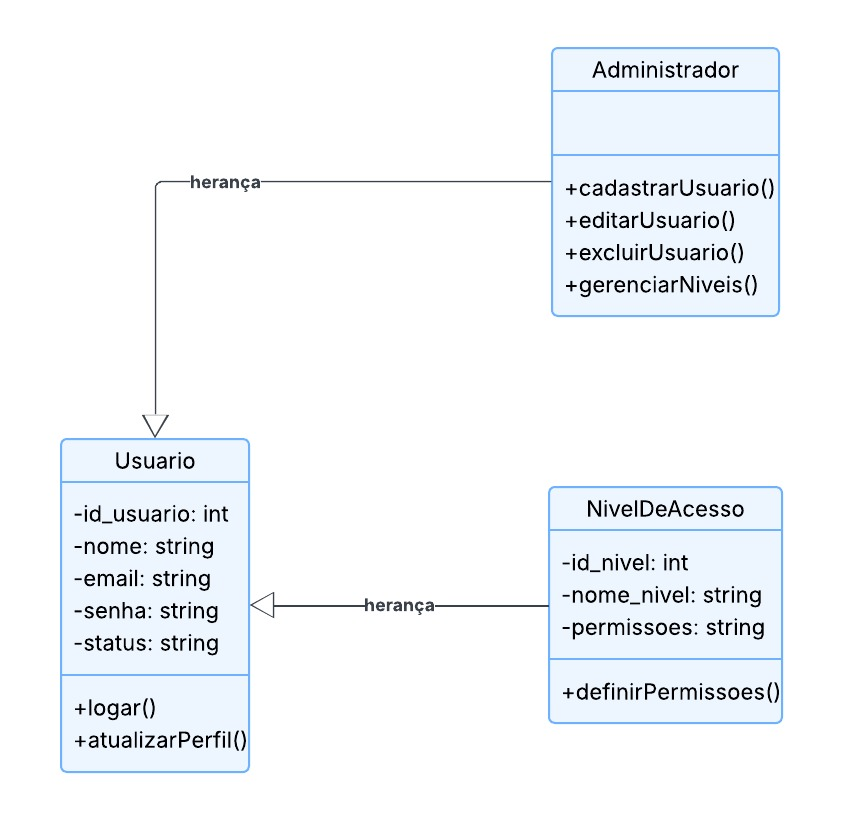 Administrador
+cadastrarUsuario()
+editarUsuario()
+excluirUsuario()
+gerenciarNiveis()
herança
Usuario
-id_usuario: int
-nome: string
-email: string
-senha: string
-status: string
+logar()
+atualizarPerfil()
herança
NivelDeAcesso
-id_nivel: int
-nome_nivel: string
-permissoes: string
+definirPermissoes()